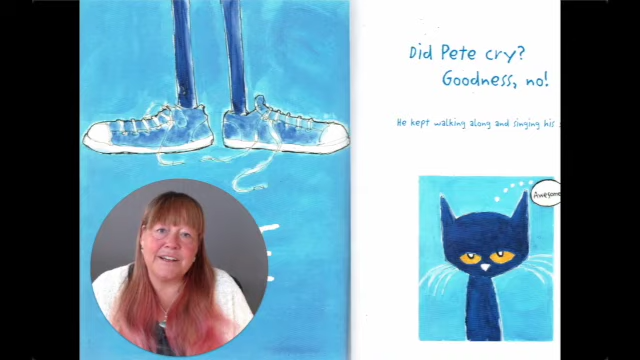 Did Pete cry?
Goodness, no!
He kept walking along and singing his
Awesome